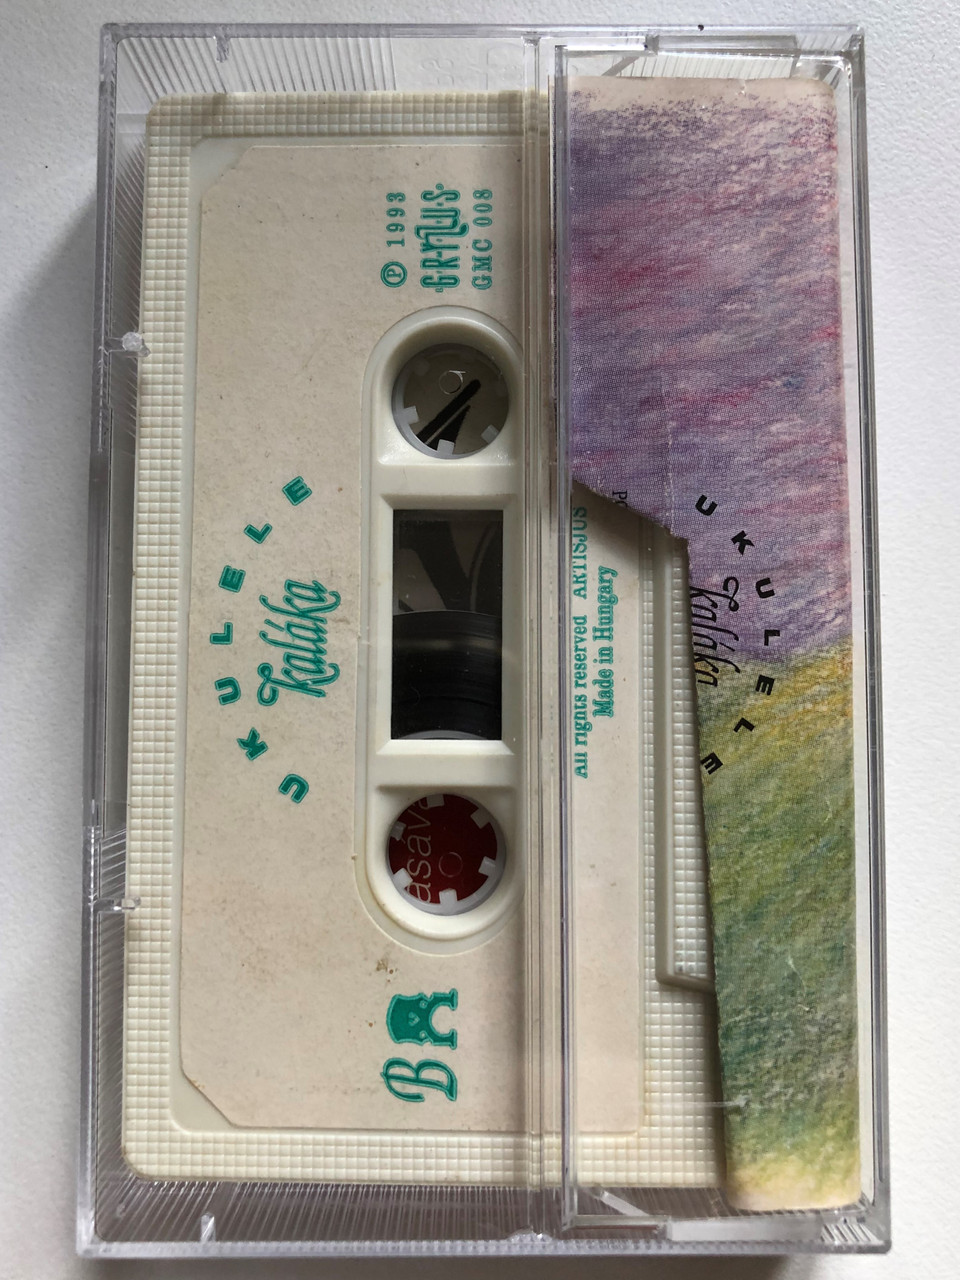 UKULELE
Kaláka
℗ 1993
GRYLLUS
GMC 008
B
All rights reserved ARTISJUS
Made in Hungary
UKULELE
Kaláka